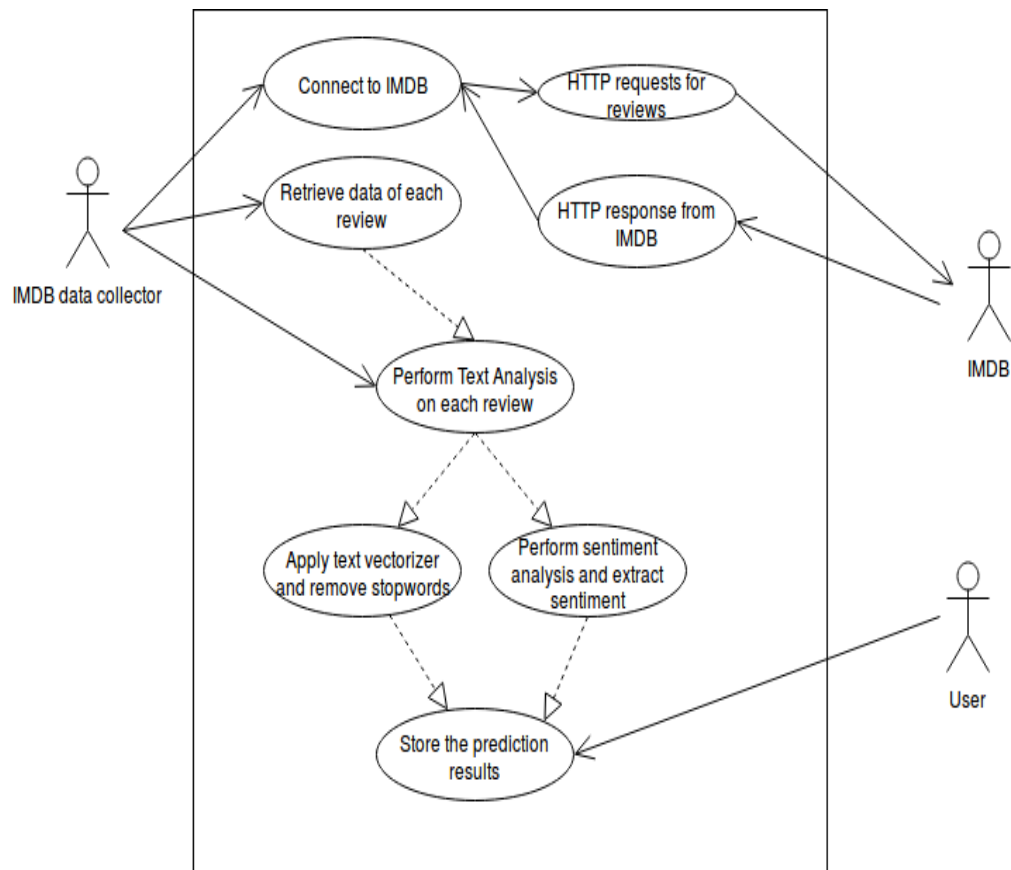 Connect to IMDB
HTTP requests for
reviews
Retrieve data of each
review
HTTP response from
IMDB
IMDB data collector
IMDB
Perform Text Analysis
on each review
Apply text vectorizer
and remove stopwords
Perform sentiment
analysis and extract
sentiment
User
Store the prediction
results